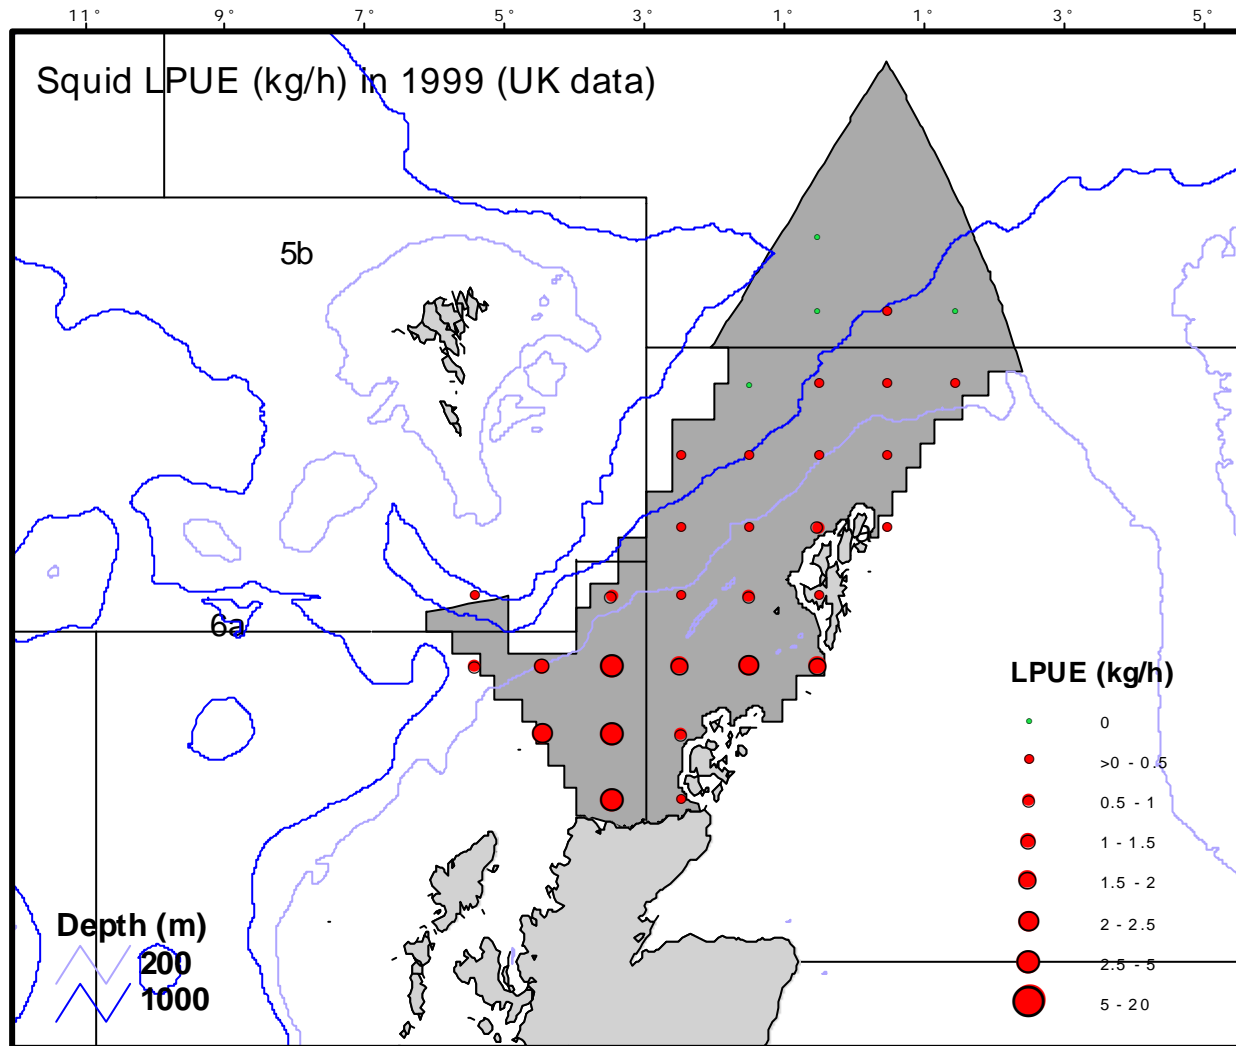 11° 9° 7° 5° 3° 1° 1° 3° 5°
Squid LPUE (kg/h) in 1999 (UK data)
5b
6a
LPUE (kg/h)
0
>0 - 0.5
0.5 - 1
1 - 1.5
1.5 - 2
2 - 2.5
2.5 - 5
5 - 20
Depth (m)
200
1000